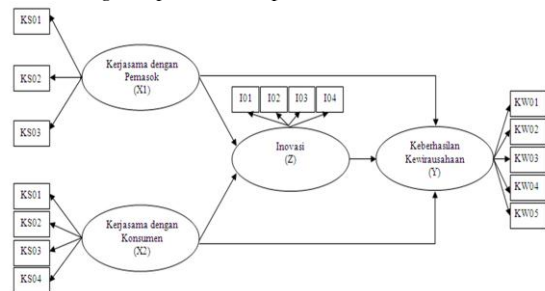 KS01
KS02
KS03
Kerjasama dengan
Pemasok
(X1)
I01 I02 I03 I04
Inovasi
(Z)
Keberhasilan
Kewirausahaan
(Y)
KW01
KW02
KW03
KW04
KW05
KS01
KS02
KS03
KS04
Kerjasama dengan
Konsumen
(X2)